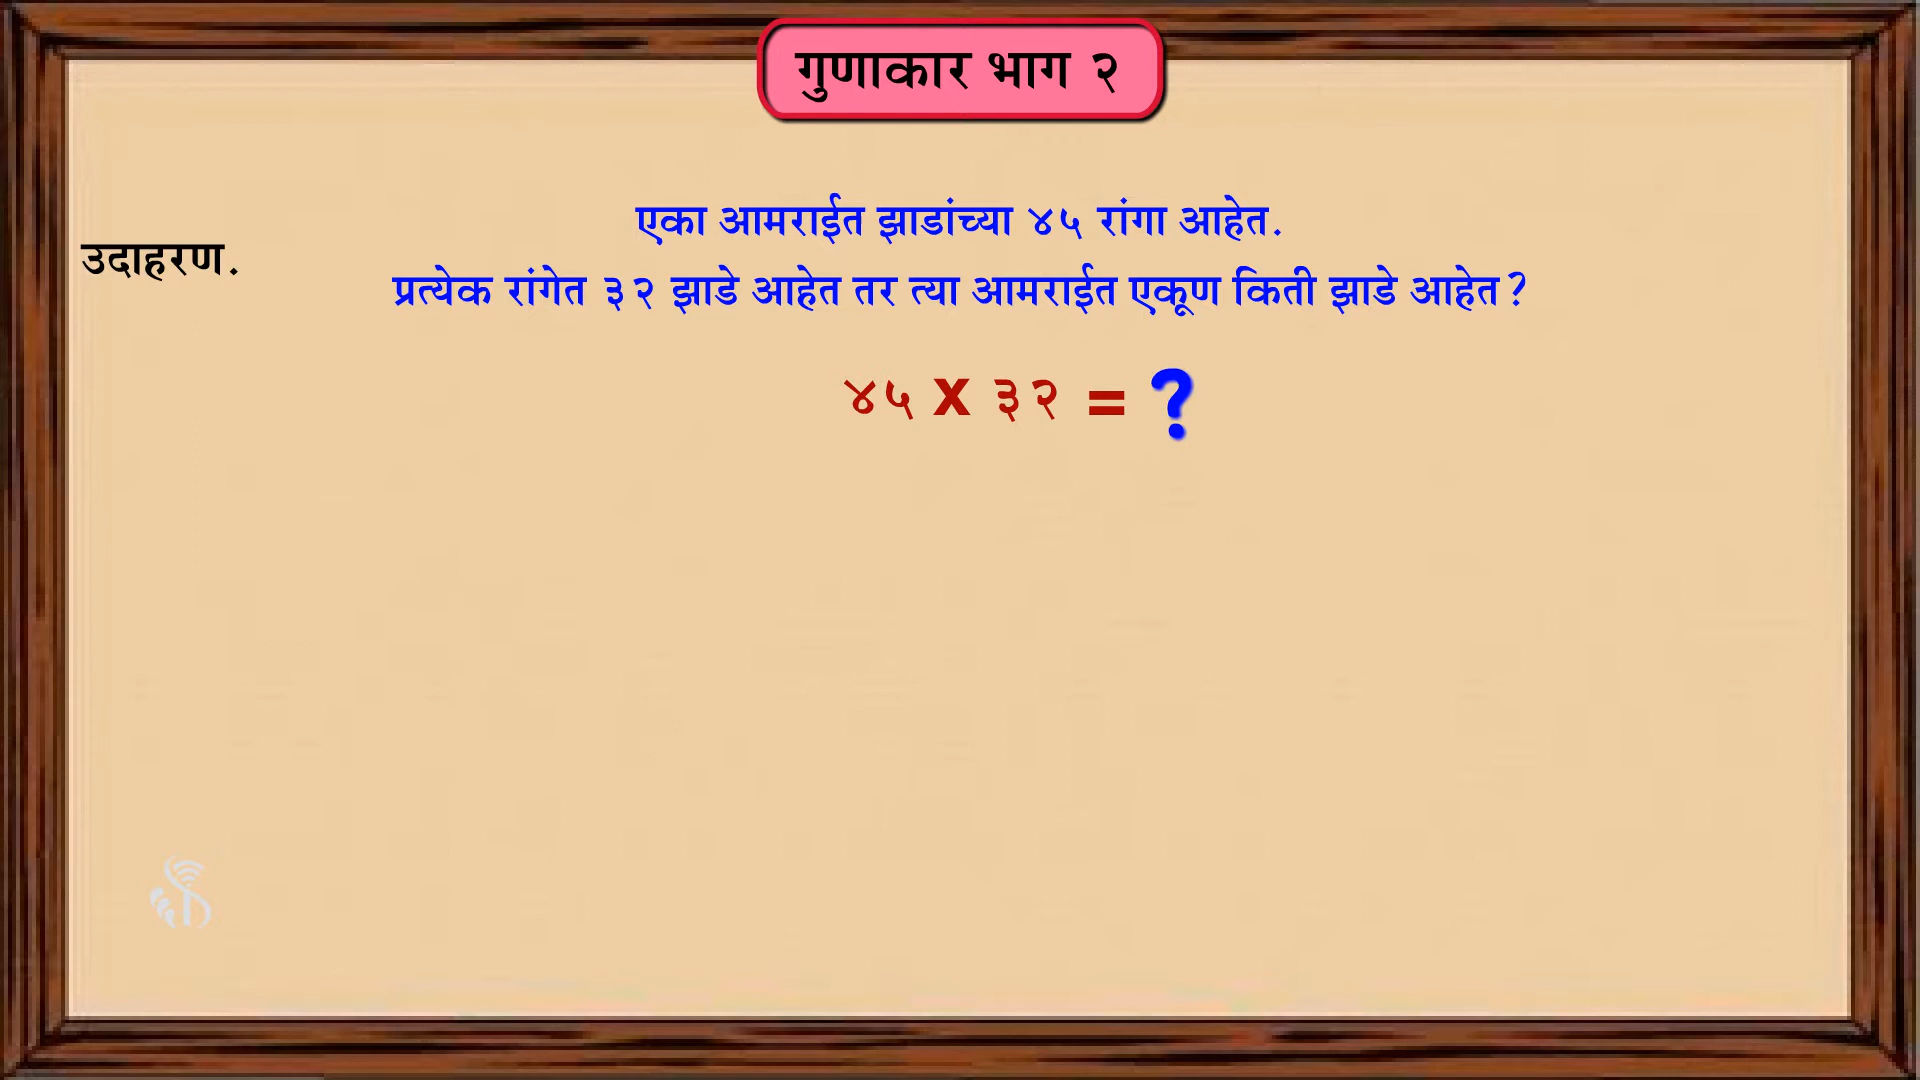 गुणाकार भाग २
उदाहरण.
एका आमराईत झाडांच्या ४५ रांगा आहेत.
प्रत्येक रांगेत ३२ झाडे आहेत तर त्या आमराईत एकूण किती झाडे आहेत?
४५ x ३२ = ?